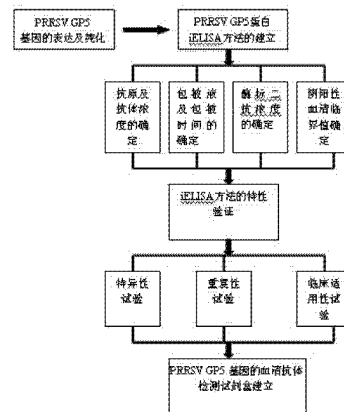 PRRSV GP5
基因的表达及纯化
PRRSV GP5蛋白
iELISA方法的建立
抗原及
抗体浓
度的确
定
包被液
及包被
时间的
确定
酶标二
抗浓度
的确定
阴阳性
血清临
界值确
定
iELISA方法的特性
验证
特异性
试验
重复性
试验
临床适
用性试
验
PRRSV GP5 基因的血清抗体
检测试剂盒建立